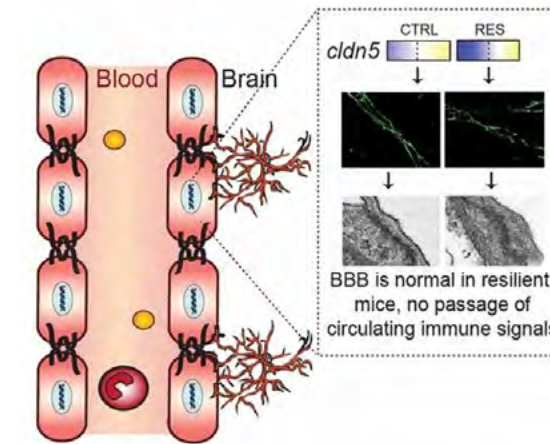 Blood
Brain
CTRL
RES
cldn5
BBB is normal in resilient
mice, no passage of
circulating immune signals